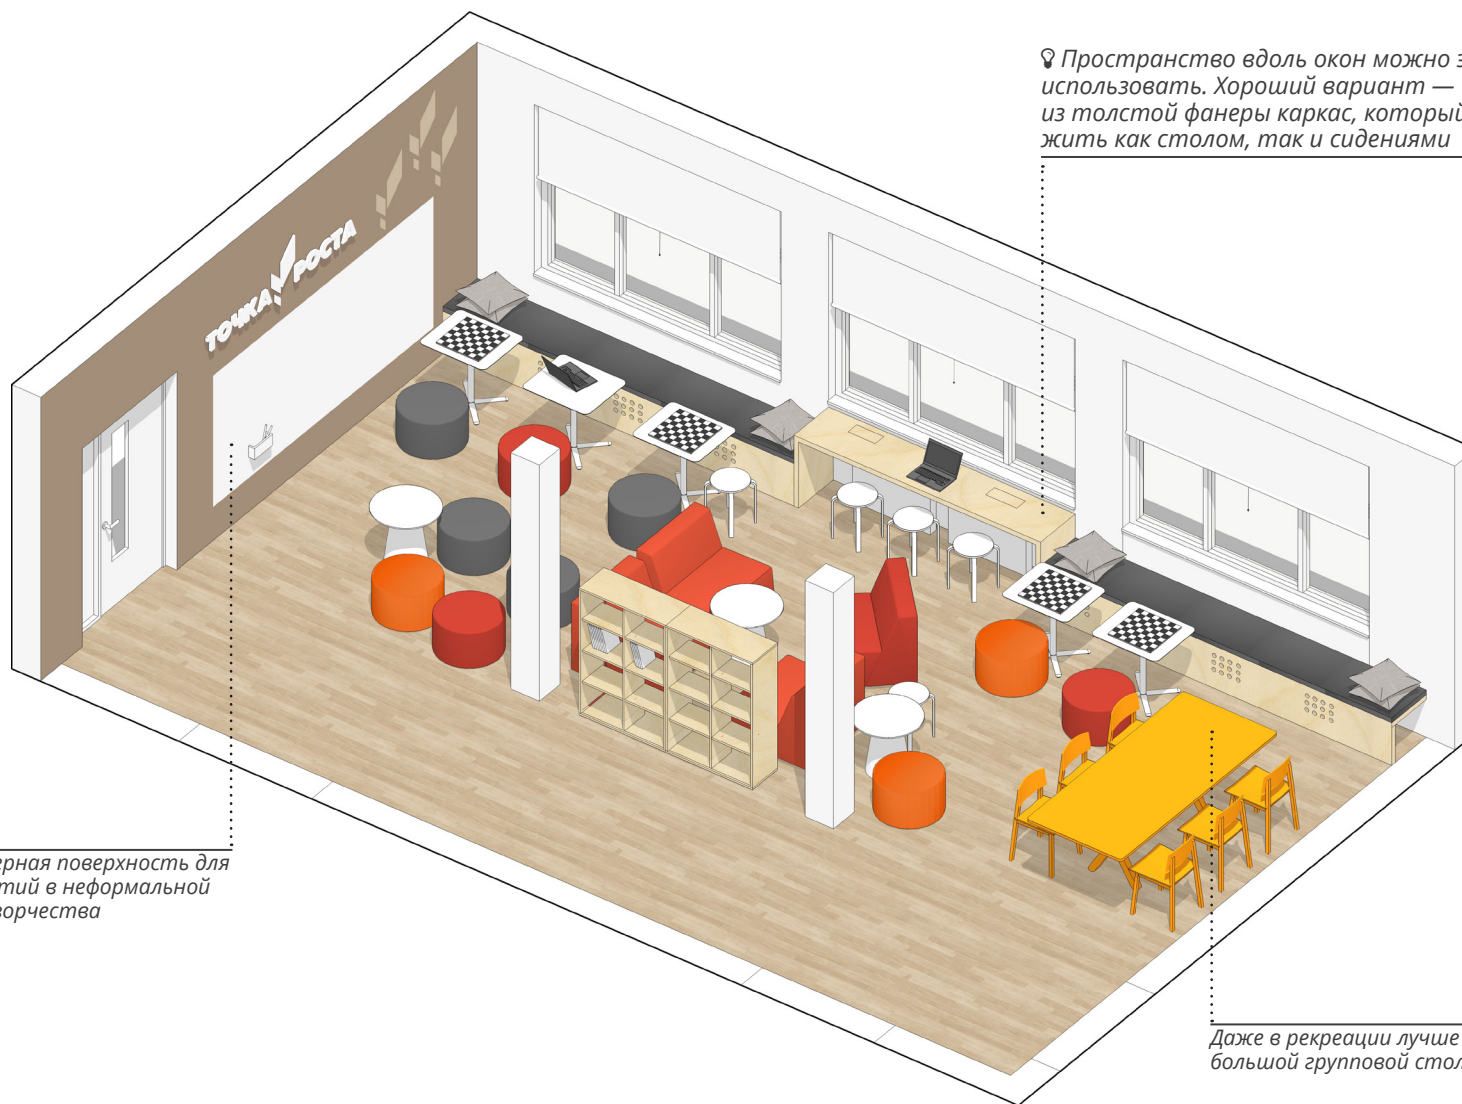 Пространство вдоль окон можно
использовать. Хороший вариант —
из толстой фанеры каркас, который
жить как столом, так и сидениями
ТОЧКА РОСТА
ерная поверхность для
тий в неформальной
ворчества
Даже в рекреации лучше
большой групповой стол